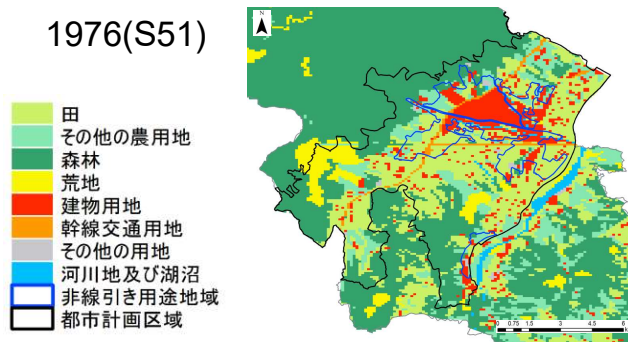 1976(S51)
田
その他の農用地
森林
荒地
建物用地
幹線交通用地
その他の用地
河川地及び湖沼
非線引き用途地域
都市計画区域
N
0 0.75 1.5 3 4.5 6